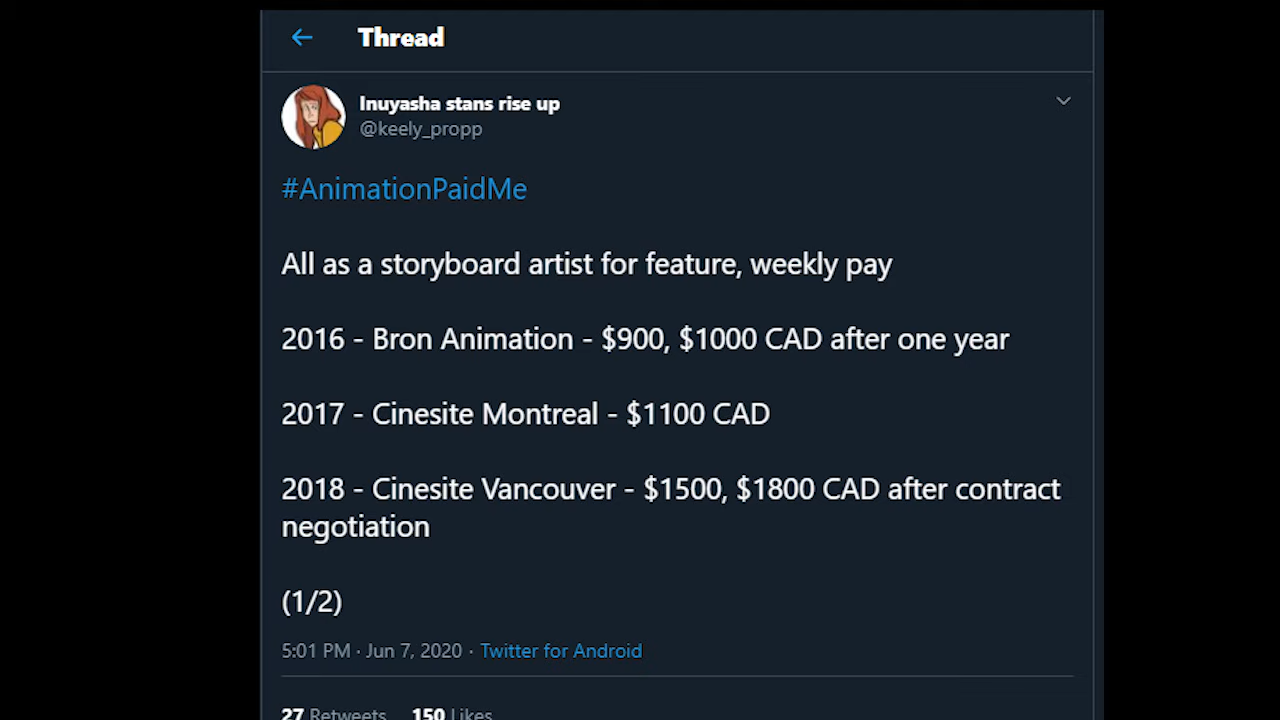 Thread
Inuyasha stans rise up
@keely_propp
#AnimationPaidMe
All as a storyboard artist for feature, weekly pay
2016 - Bron Animation - $900, $1000 CAD after one year
2017 - Cinesite Montreal - $1100 CAD
2018 - Cinesite Vancouver - $1500, $1800 CAD after contract
negotiation
(1/2)
5:01 PM · Jun 7, 2020 · Twitter for Android
27 Retweets 150 Likes